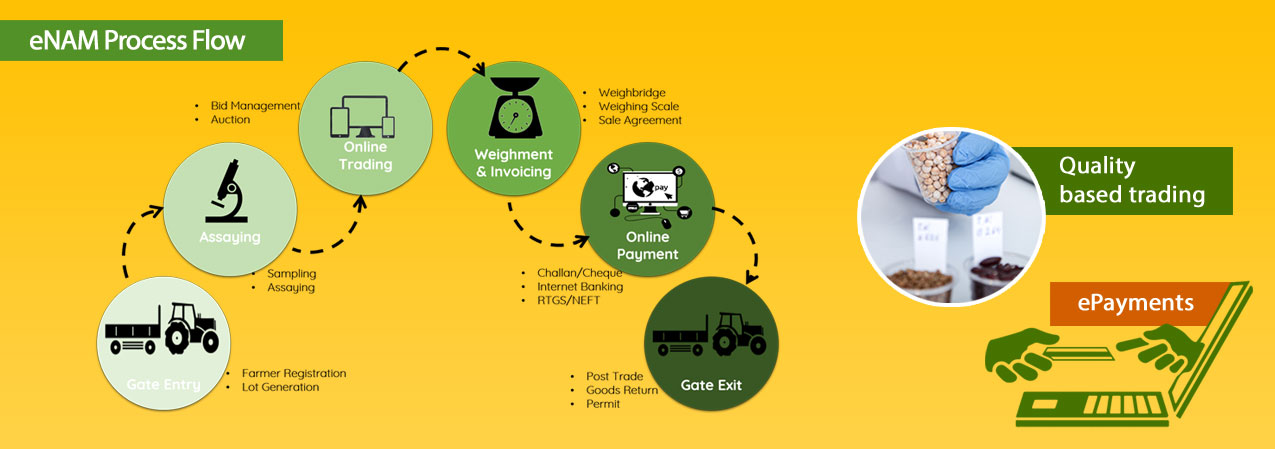 eNAM Process Flow
Gate Entry
• Farmer Registration
• Lot Generation
Assaying
• Sampling
• Assaying
Online
Trading
• Bid Management
• Auction
Weighment
& Invoicing
• Weighbridge
• Weighing Scale
• Sale Agreement
pay
$
Online
Payment
• Challan/Cheque
• Internet Banking
• RTGS/NEFT
Gate Exit
• Post Trade
• Goods Return
• Permit
Quality
based trading
ePayments